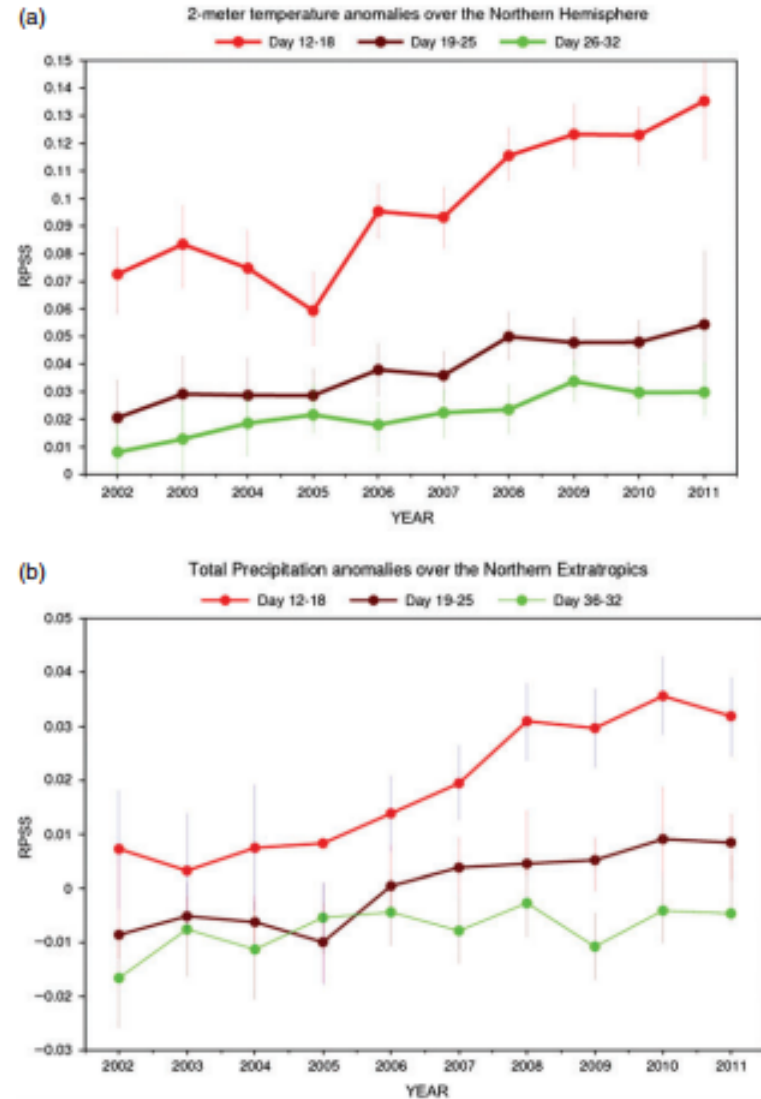 (a)
2-meter temperature anomalies over the Northern Hemisphere
Day 12-18 Day 19-25 Day 26-32
0.15
0.14
0.13
0.12
0.11
0.1
0.09
0.08
0.07
0.06
0.05
0.04
0.03
0.02
0.01
0
RPSS
2002 2003 2004 2005 2006 2007 2008 2009 2010 2011
YEAR
(b)
Total Precipitation anomalies over the Northern Extratropics
Day 12-18 Day 19-25 Day 36-32
0.05
0.04
0.03
0.02
0.01
0
−0.01
−0.02
−0.03
RPSS
2002 2003 2004 2005 2006 2007 2008 2009 2010 2011
YEAR